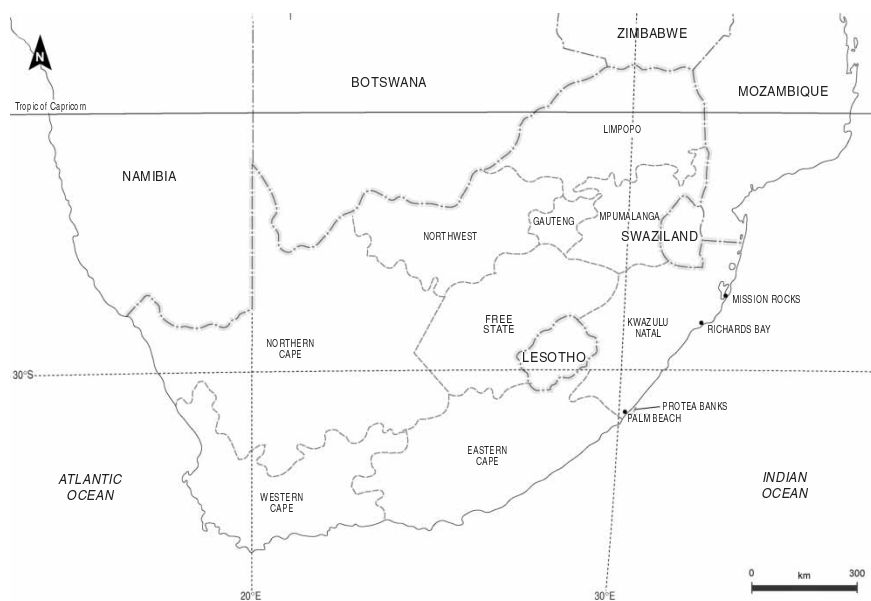 ZIMBABWE
N
BOTSWANA
MOZAMBIQUE
Tropic of Capricorn
LIMPOPO
NAMIBIA
MPUMALANGA
GAUTENG
NORTHWEST
SWAZILAND
MISSION ROCKS
FREE
STATE
KWAZULU
NATAL
RICHARDS BAY
NORTHERN
CAPE
LESOTHO
30°S
PROTEA BANKS
PALM BEACH
EASTERN
CAPE
ATLANTIC
OCEAN
INDIAN
OCEAN
WESTERN
CAPE
0 km 300
20°E
30°E